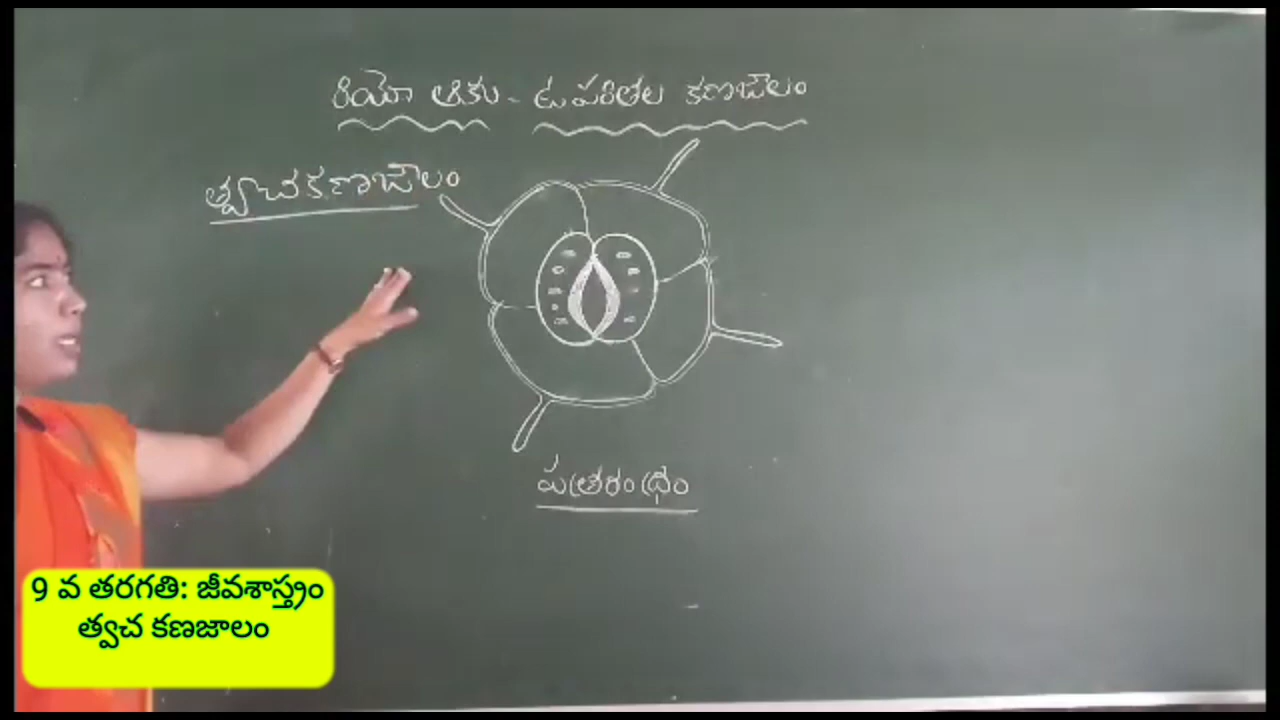 రియో ఆకు - ఉపరితల కణజాలం
త్వచకణజాలం
పత్రరంధ్రం
9 వ తరగతి: జీవశాస్త్రం
త్వచ కణజాలం